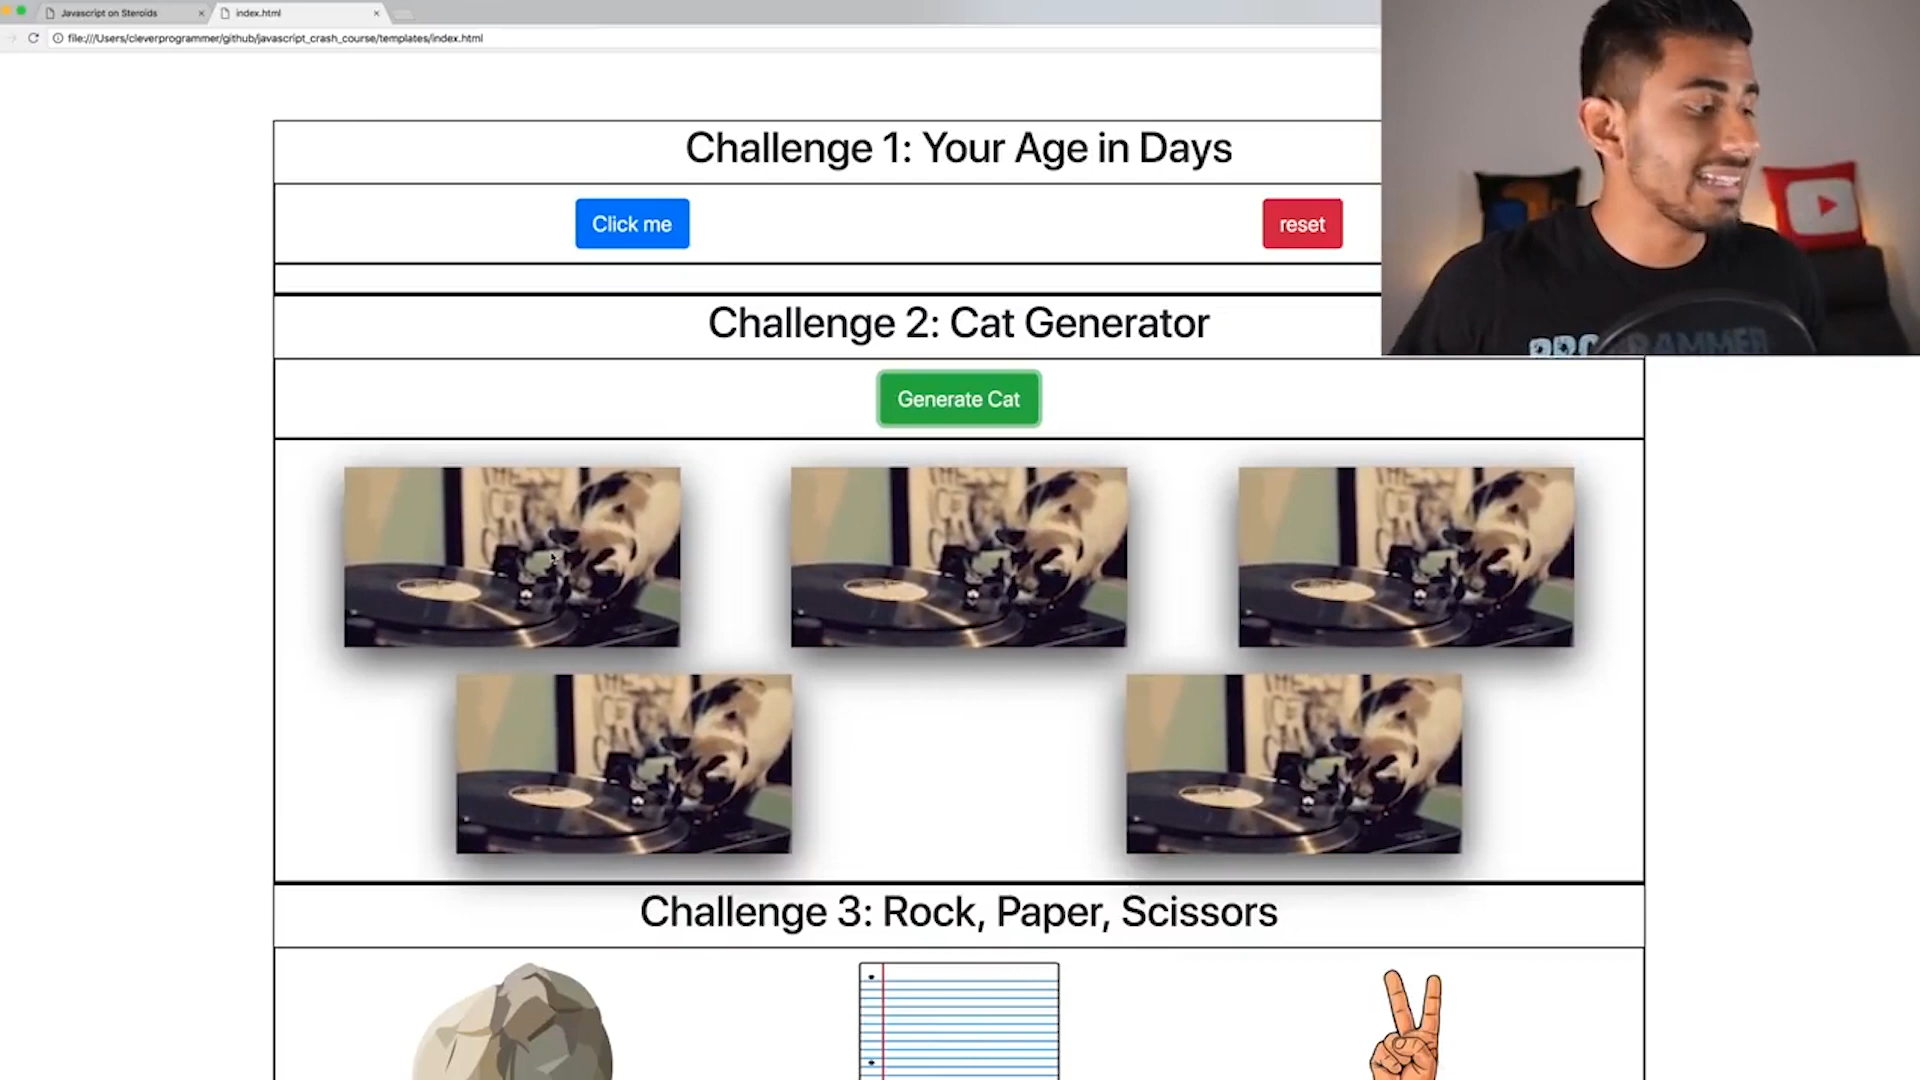 Javascript on Steroids
index.html
file:///Users/cleverprogrammer/github/javascript_crash_course/templates/index.html
Challenge 1: Your Age in Days
Click me
reset
PROGRAMMER
Challenge 2: Cat Generator
Generate Cat
Challenge 3: Rock, Paper, Scissors